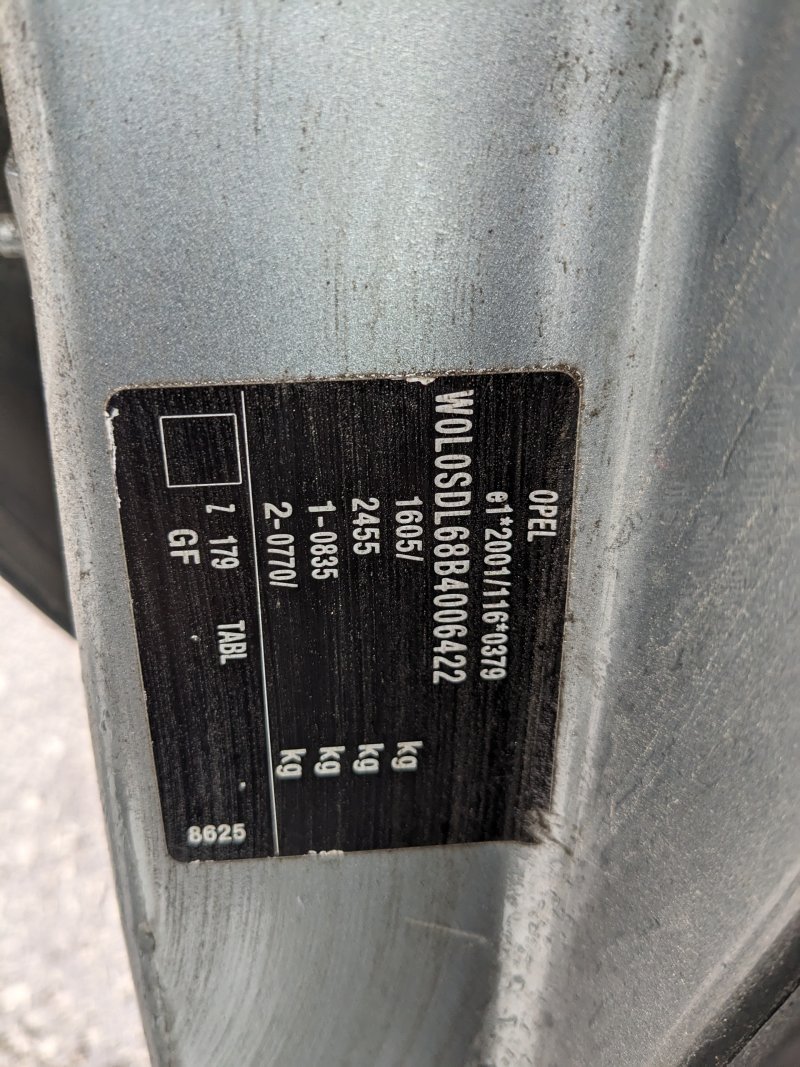 OPEL
e1*2001/116*0379
W0L0SDL68B4006422
1605/ kg
2455 kg
1-0835 kg
2-0770/ kg
Z 179 TABL
GF
8625